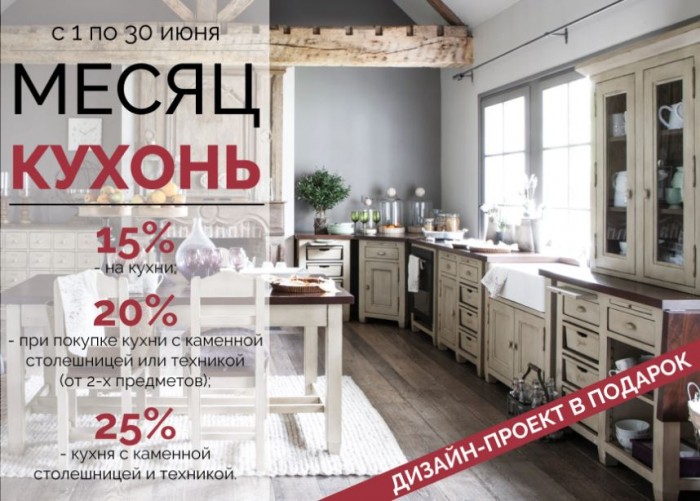 с 1 по 30 июня
МЕСЯЦ
КУХОНЬ
15%
- на кухни;
20%
- при покупке кухни с каменной
столешницей или техникой
(от 2-х предметов);
25%
- кухня с каменной
столешницей и техникой.
ДИЗАЙН-ПРОЕКТ В ПОДАРОК